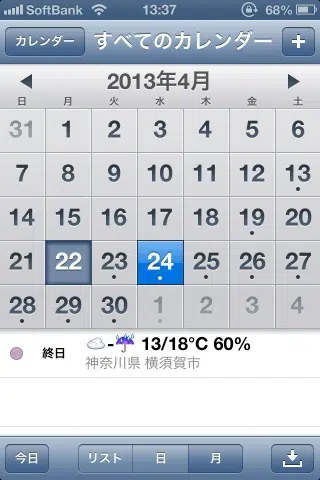 SoftBank 13:37 68%
カレンダー すべてのカレンダー +
2013年4月
日 月 火 水 木 金 土
31 1 2 3 4 5 6
7 8 9 10 11 12 13
14 15 16 17 18 19 20
21 22 23 24 25 26 27
28 29 30 1 2 3 4
終日 ☁-☔ 13/18°C 60%
神奈川県 横須賀市
今日 リスト 日 月